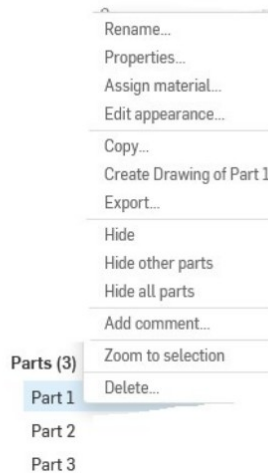 Rename...
Properties...
Assign material...
Edit appearance...
Copy...
Create Drawing of Part 1
Export...
Hide
Hide other parts
Hide all parts
Add comment...
Zoom to selection
Delete...
Parts (3)
Part 1
Part 2
Part 3